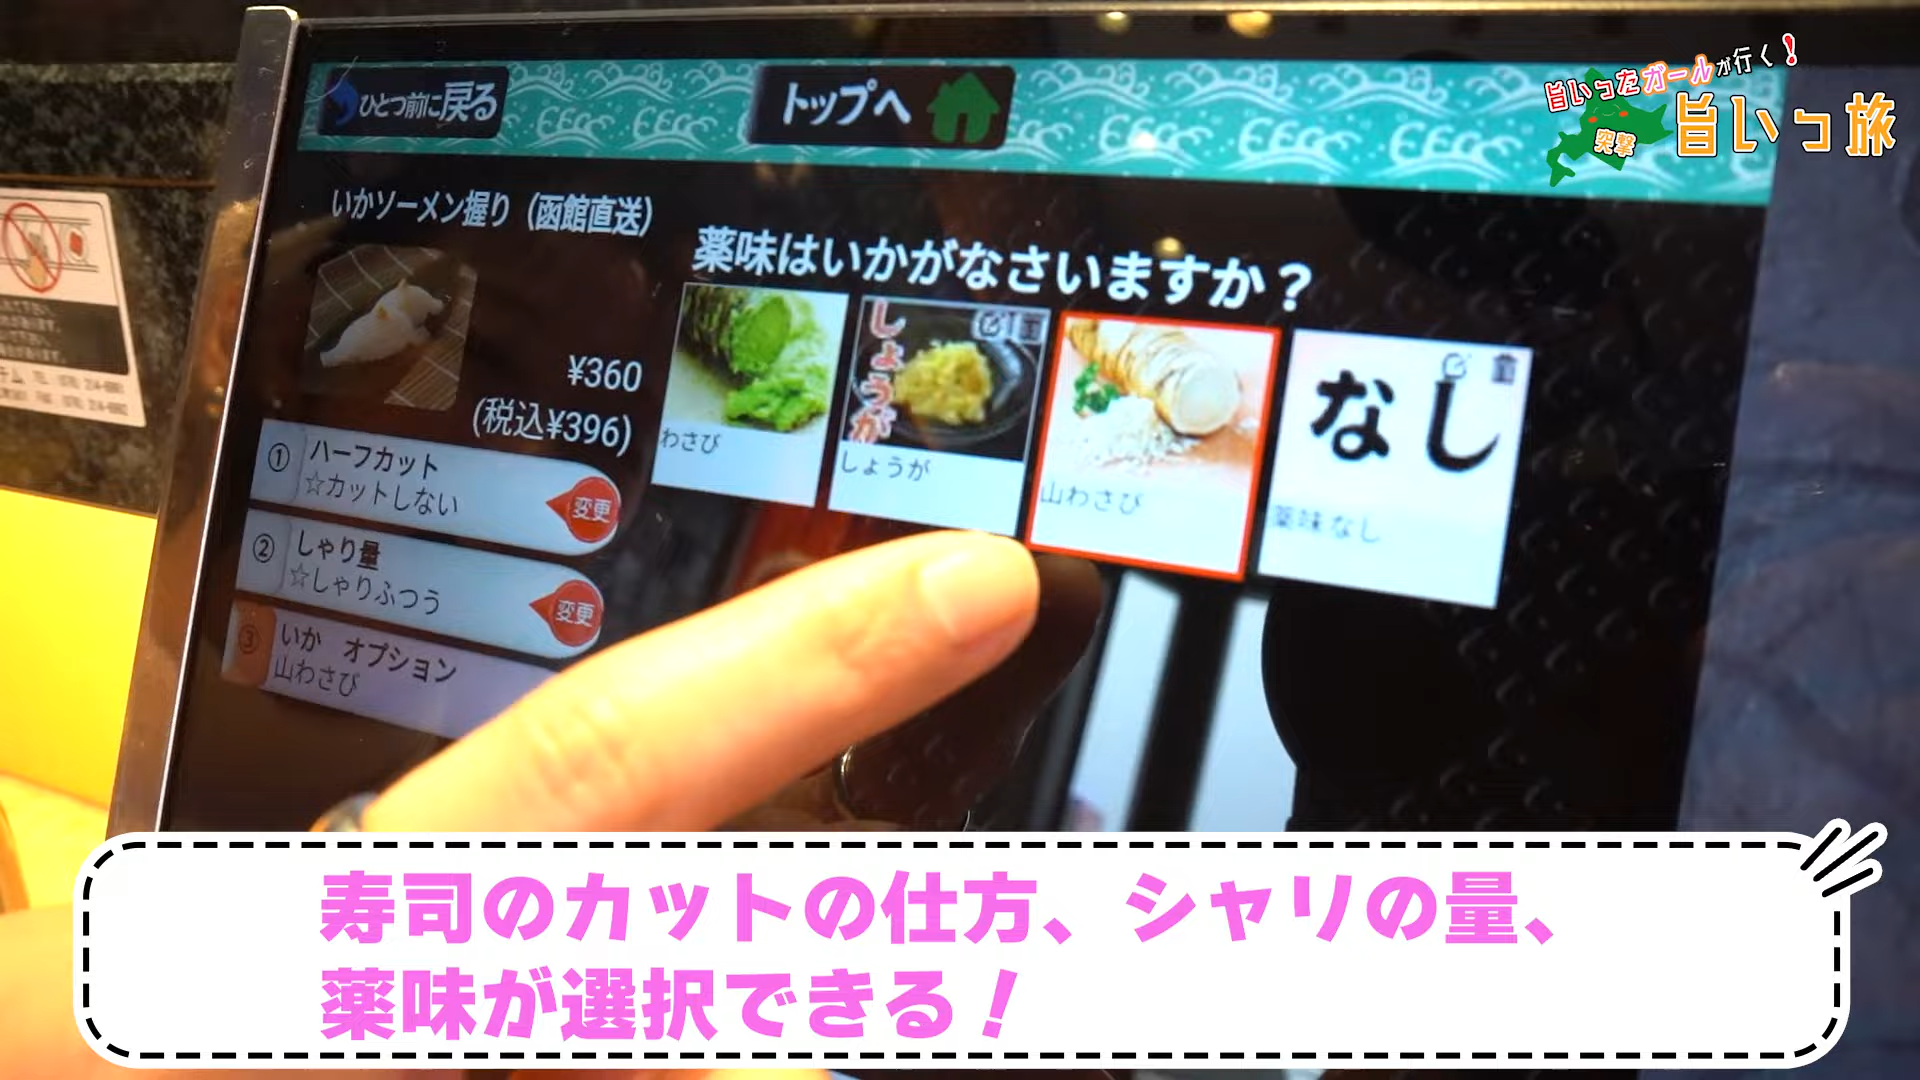 ひとつ前に戻る
トップへ
旨いったガールが行く!
突撃
旨いっ旅
いかソーメン握り(函館直送)
¥360
(税込¥396)
薬味はいかがなさいますか?
わさび
しょうが
しょうが
山わさび
なし
薬味なし
① ハーフカット
☆カットしない
変更
② しゃり量
☆しゃりふつう
変更
③ いか オプション
山わさび
寿司のカットの仕方、シャリの量、
薬味が選択できる!